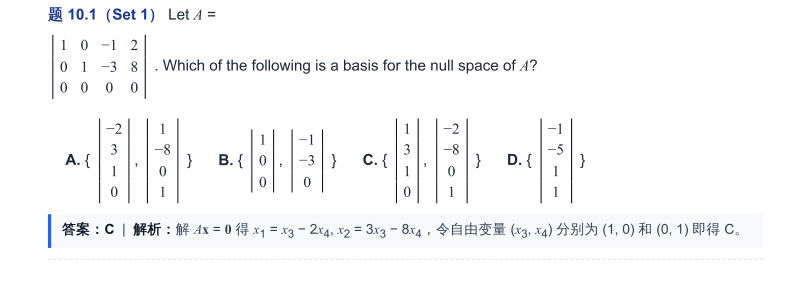 题 10.1（Set 1） Let A =
| 1 0 −1 2 |
| 0 1 −3 8 |
| 0 0 0 0 |
. Which of the following is a basis for the null space of A?
A. { | −2 3 1 0 | , | 1 −8 0 1 | } B. { | 1 0 0 | , | −1 −3 0 | } C. { | 1 3 1 0 | , | −2 −8 0 1 | } D. { | −1 −5 1 1 | }
答案：C | 解析：解 Ax = 0 得 x₁ = x₃ − 2x₄, x₂ = 3x₃ − 8x₄，令自由变量 (x₃, x₄) 分别为 (1, 0) 和 (0, 1) 即得 C。